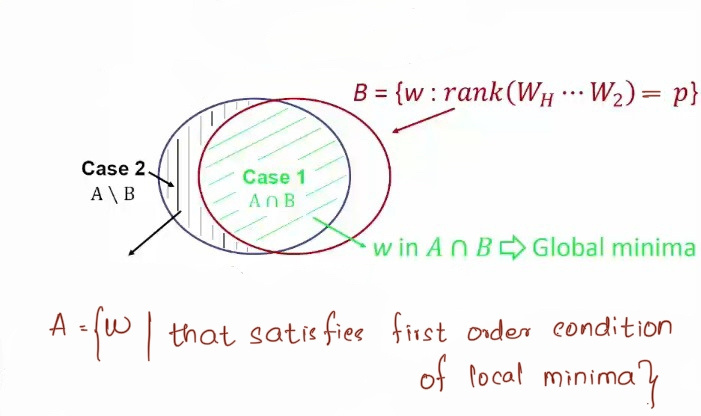 B = {w : rank(W_H ⋯ W_2) = p}
Case 2
A \ B
Case 1
A ∩ B
w in A ∩ B ⇨ Global minima
A = {w | that satisfies first order condition
of local minima}